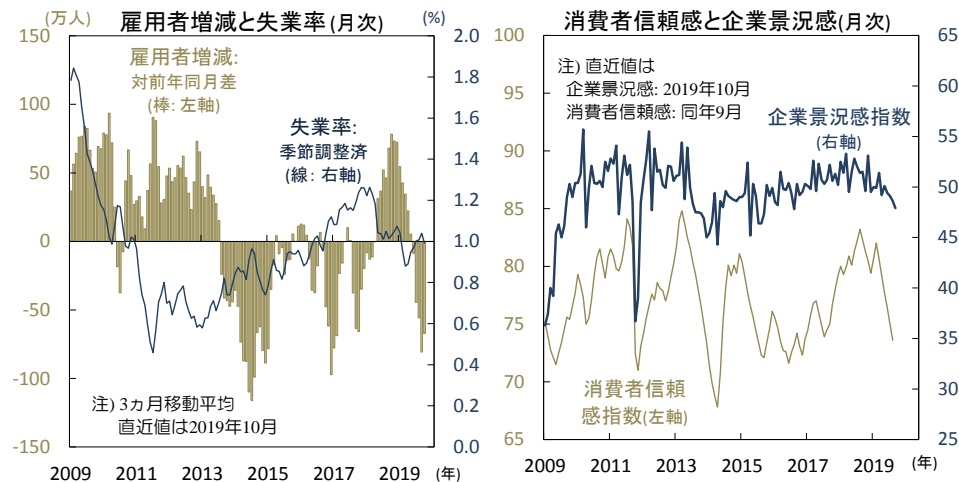 雇用者増減と失業率(月次)
(万人)
(%)
150
100
50
0
-50
-100
-150
2.0
1.8
1.6
1.4
1.2
1.0
0.8
0.6
0.4
0.2
0.0
雇用者増減:
対前年同月差
(棒: 左軸)
失業率:
季節調整済
(線: 右軸)
注) 3ヵ月移動平均
直近値は2019年10月
2009
2011
2013
2015
2017
2019
(年)
消費者信頼感と企業景況感(月次)
100
95
90
85
80
75
70
65
65
60
55
50
45
40
35
30
25
注) 直近値は
企業景況感: 2019年10月
消費者信頼感: 同年9月
企業景況感指数
(右軸)
消費者信頼
感指数(左軸)
2009
2011
2013
2015
2017
2019
(年)